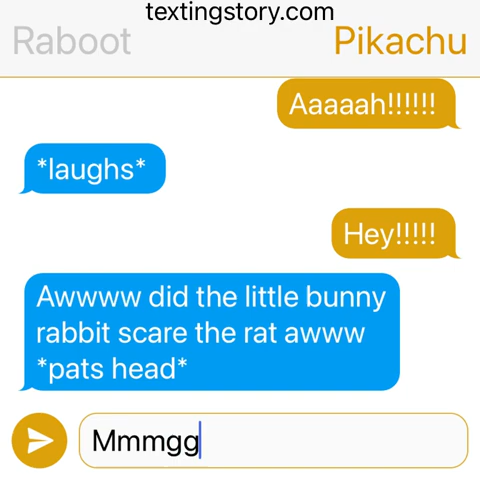 textingstory.com
Raboot Pikachu
Aaaaah!!!!!!
*laughs*
Hey!!!!!
Awwww did the little bunny
rabbit scare the rat awww
*pats head*
Mmmgg